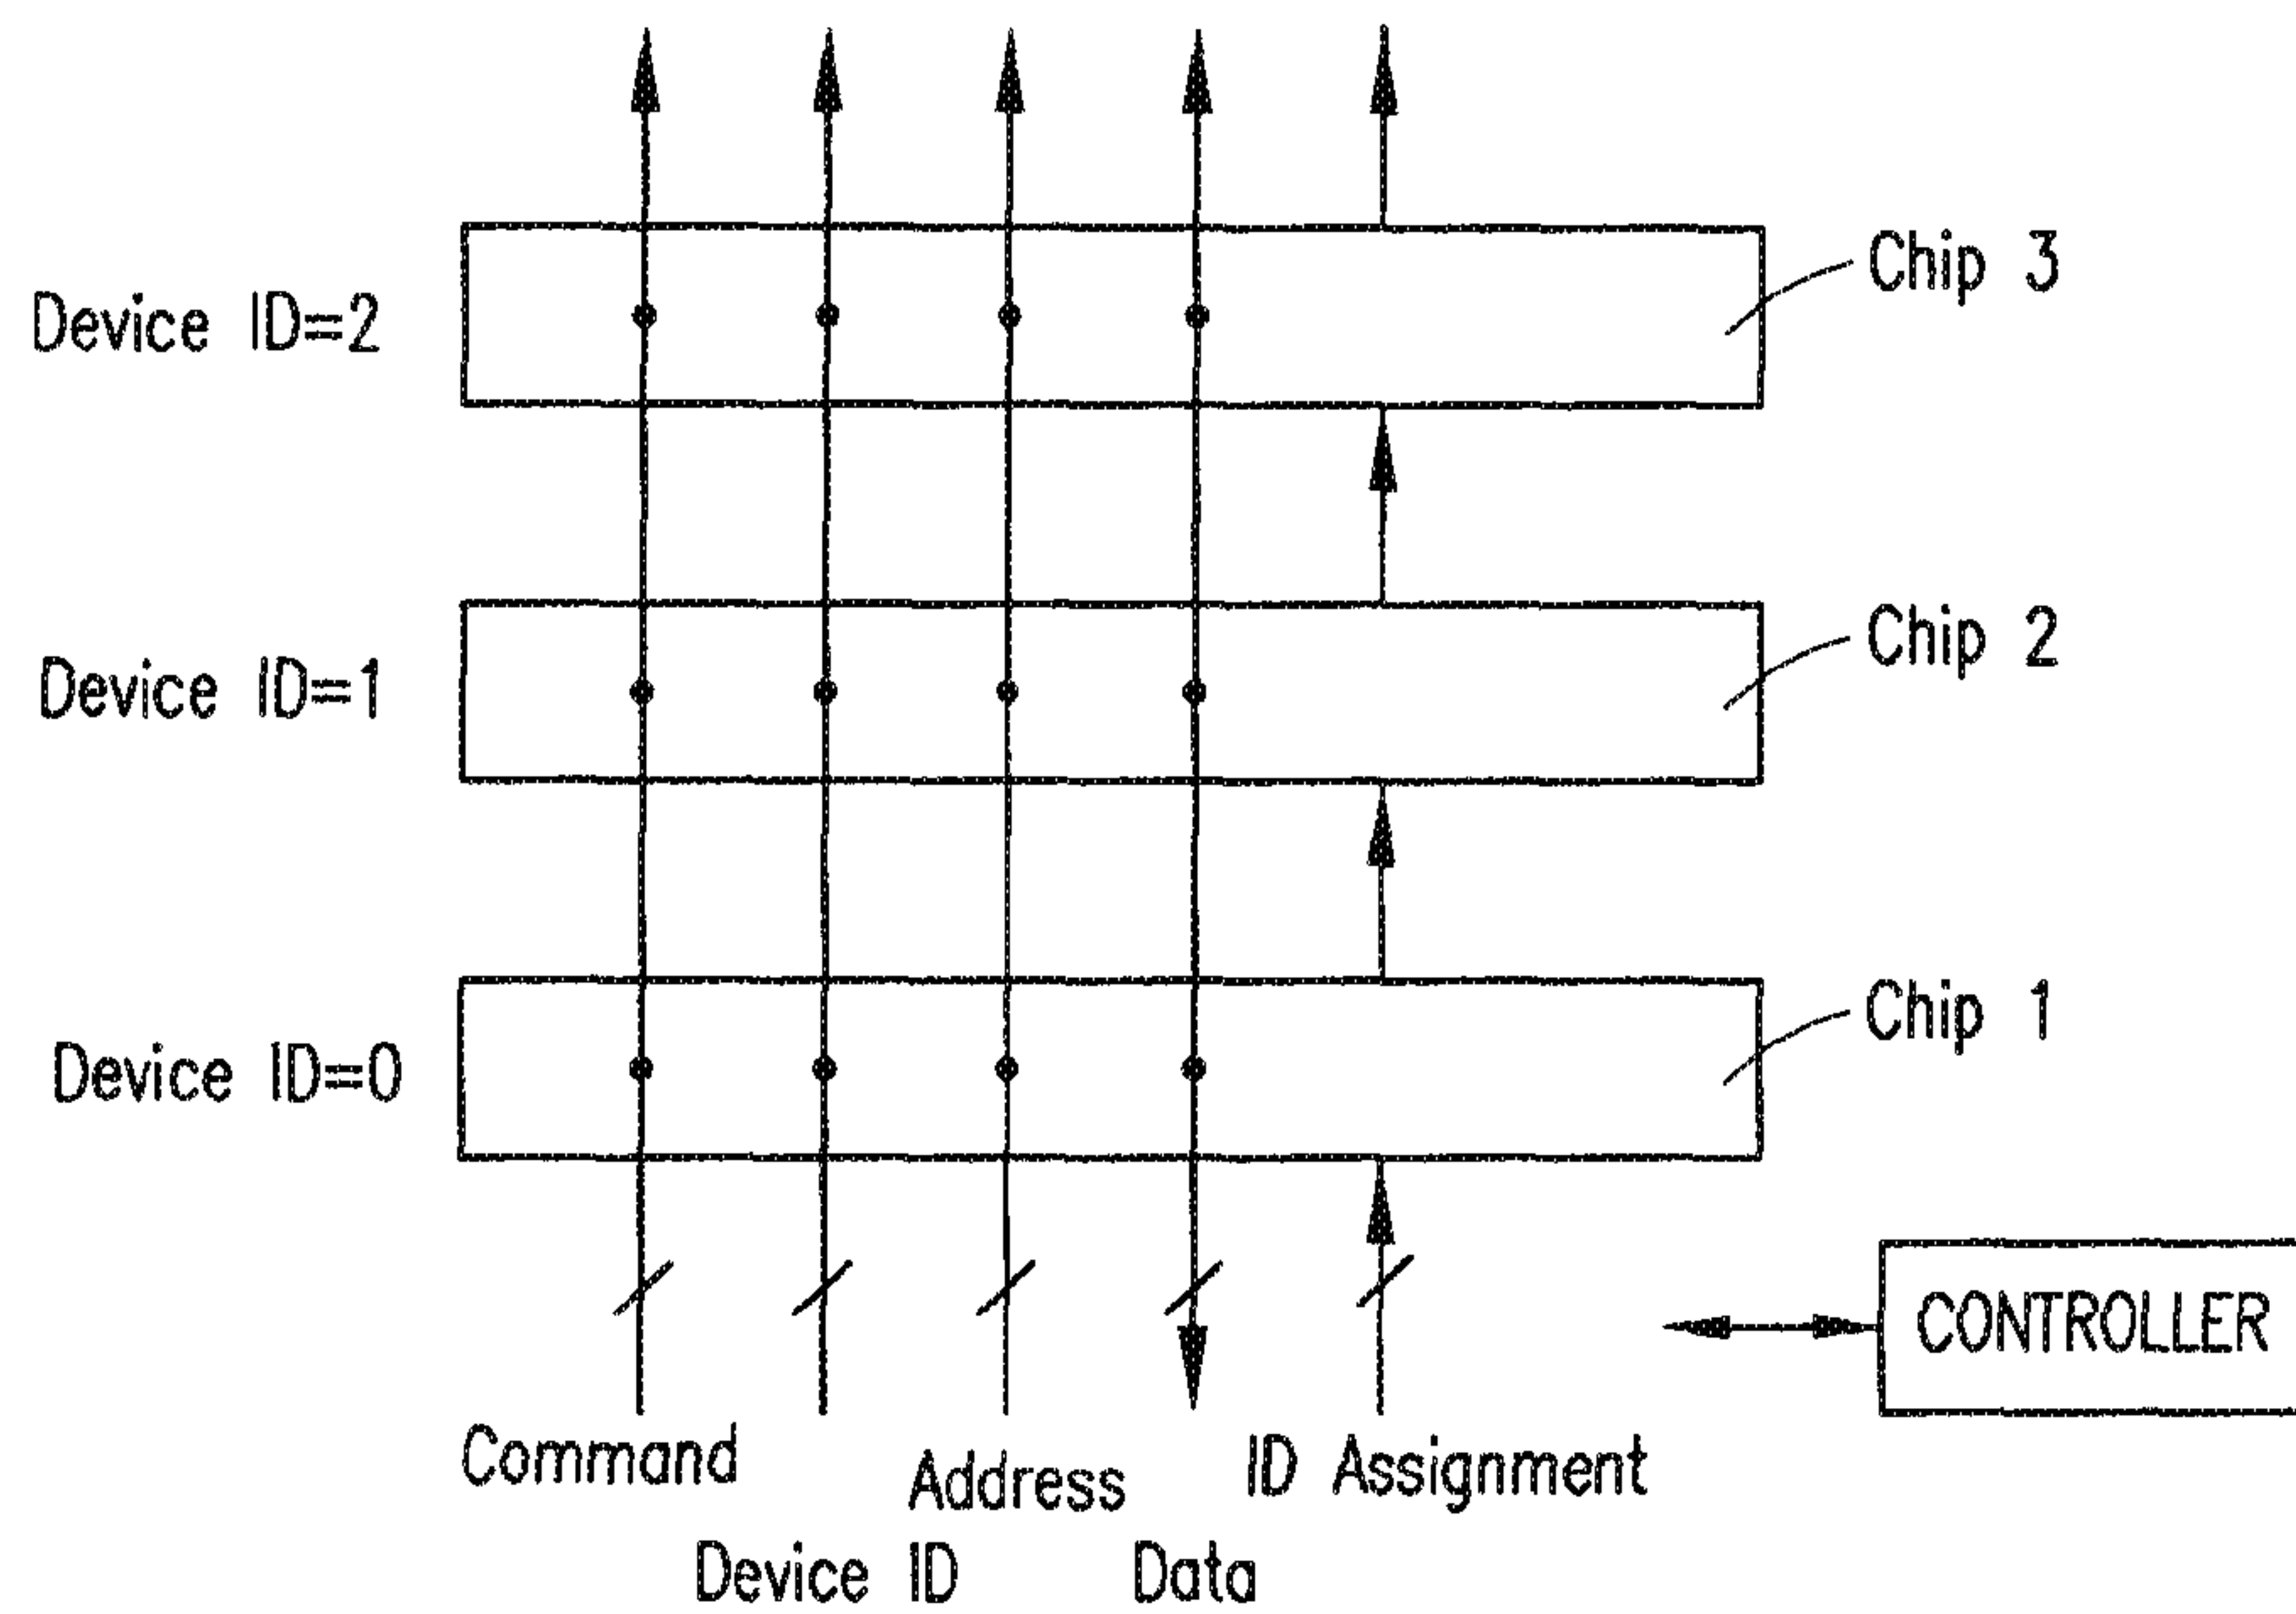 Chip 3
Device ID=2
Chip 2
Device ID=1
Chip 1
Device ID=0
CONTROLLER
Command
Address
ID Assignment
Device ID
Data